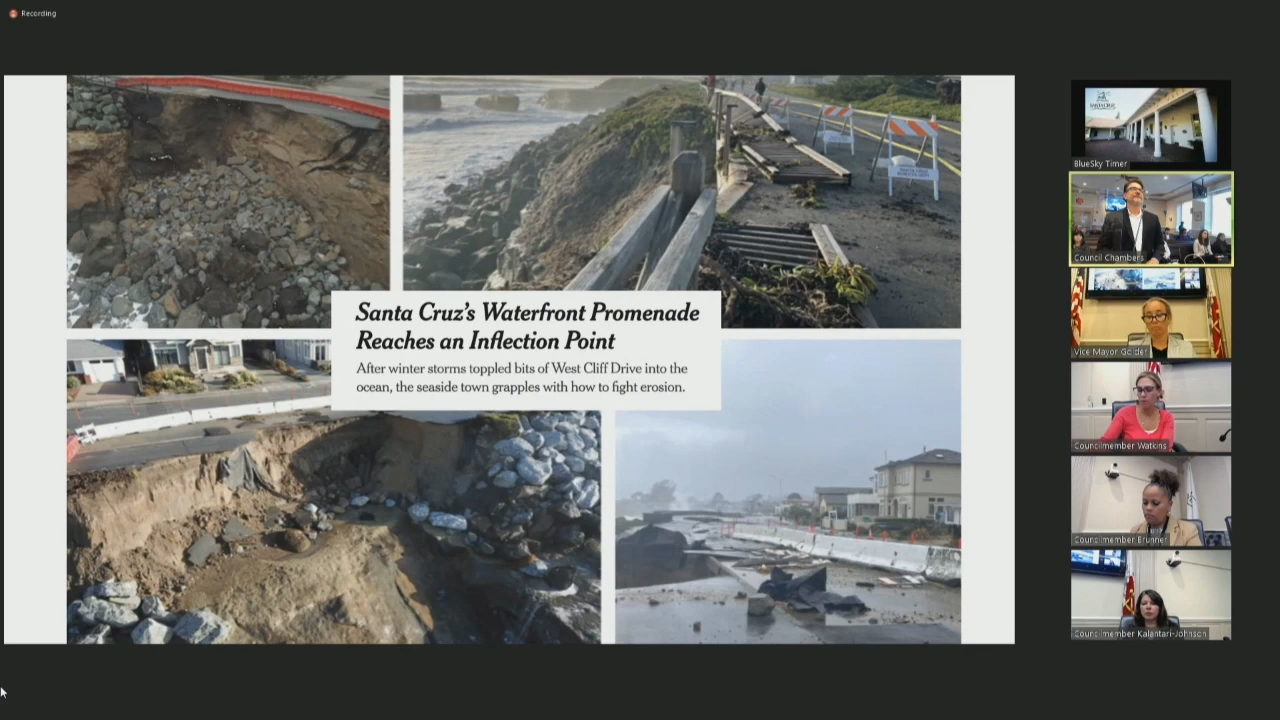 Recording
Santa Cruz's Waterfront Promenade
Reaches an Inflection Point
After winter storms toppled bits of West Cliff Drive into the
ocean, the seaside town grapples with how to fight erosion.
BlueSky Timer
Council Chambers
Vice Mayor Golder
Councilmember Watkins
Councilmember Brunner
Councilmember Kalantari-Johnson